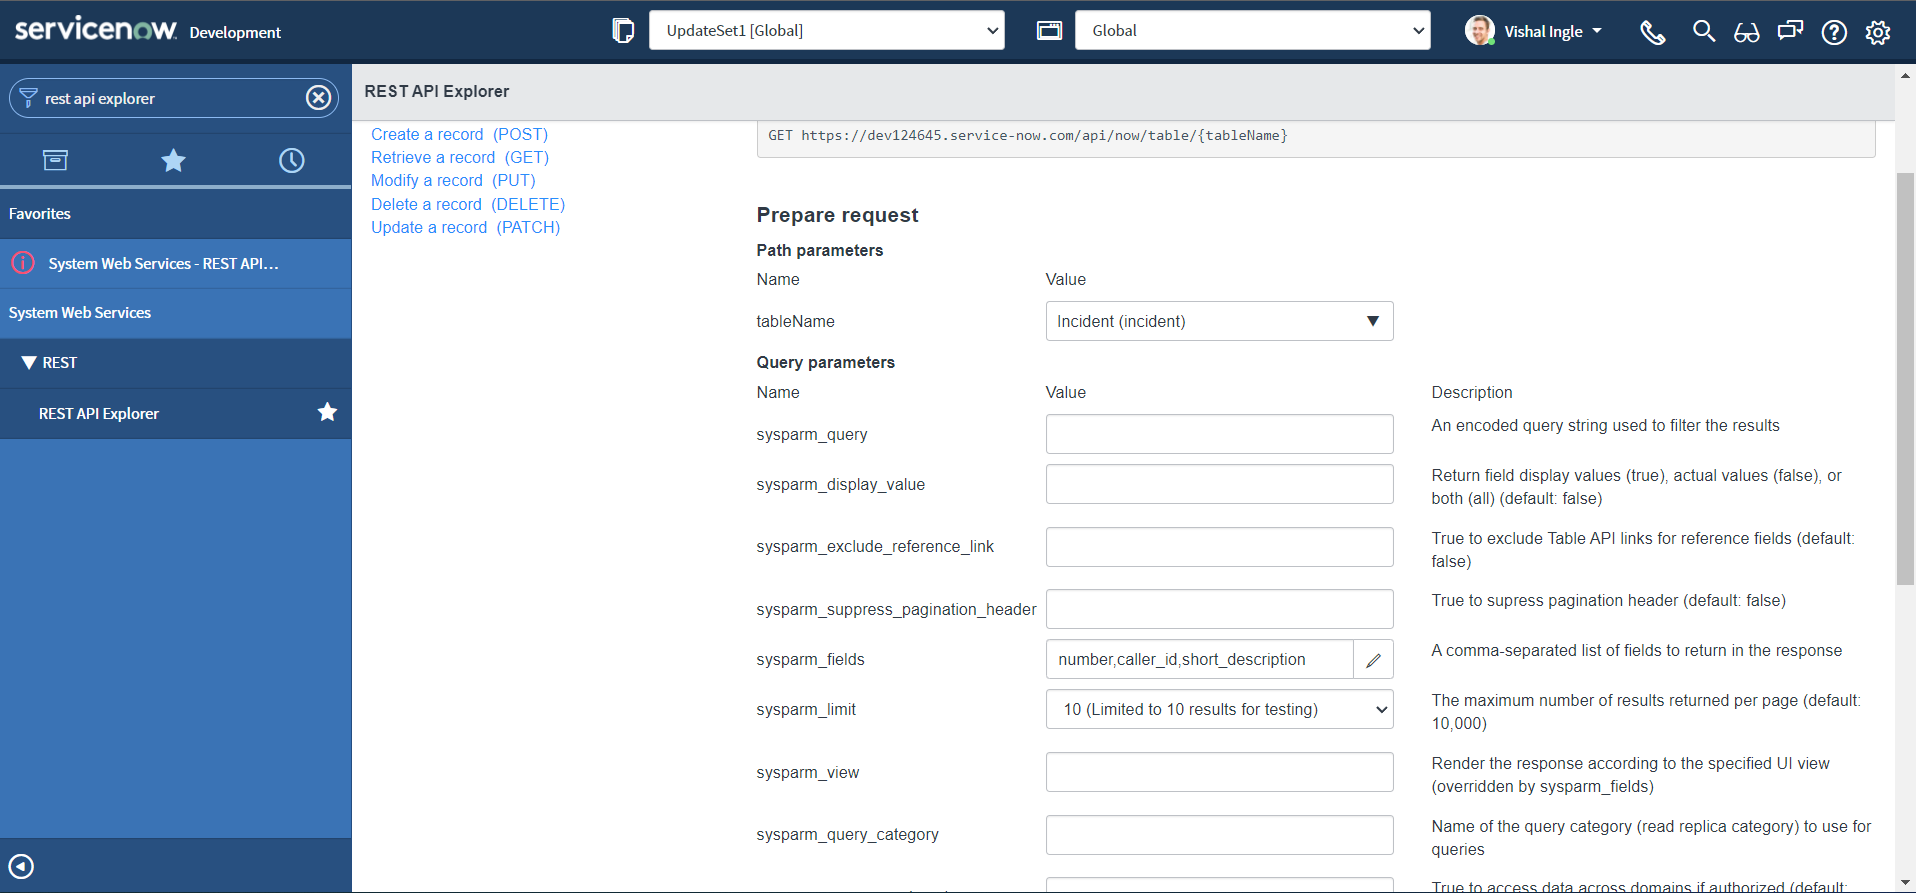 servicenow Development
UpdateSet1 [Global]
Global
Vishal Ingle
rest api explorer
Favorites
System Web Services - REST API…
System Web Services
REST
REST API Explorer
REST API Explorer
Create a record (POST)
Retrieve a record (GET)
Modify a record (PUT)
Delete a record (DELETE)
Update a record (PATCH)
GET https://dev124645.service-now.com/api/now/table/{tableName}
Prepare request
Path parameters
Name Value
tableName Incident (incident)
Query parameters
Name Value Description
sysparm_query An encoded query string used to filter the results
sysparm_display_value Return field display values (true), actual values (false), or
both (all) (default: false)
sysparm_exclude_reference_link True to exclude Table API links for reference fields (default:
false)
sysparm_suppress_pagination_header True to supress pagination header (default: false)
sysparm_fields number,caller_id,short_description A comma-separated list of fields to return in the response
sysparm_limit 10 (Limited to 10 results for testing) The maximum number of results returned per page (default:
10,000)
sysparm_view Render the response according to the specified UI view
(overridden by sysparm_fields)
sysparm_query_category Name of the query category (read replica category) to use for
queries
True to access data across domains if authorized (default: